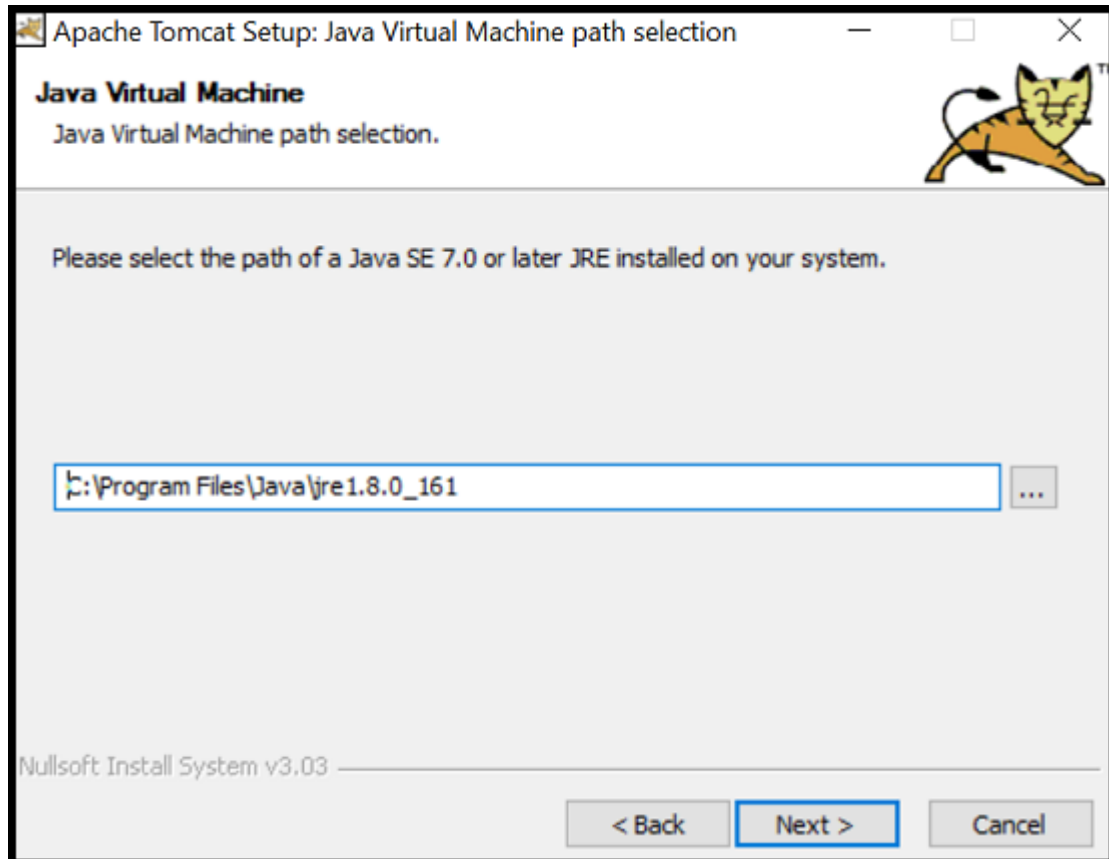 Apache Tomcat Setup: Java Virtual Machine path selection
Java Virtual Machine
Java Virtual Machine path selection.
TM
Please select the path of a Java SE 7.0 or later JRE installed on your system.
C:\Program Files\Java\jre1.8.0_161
...
Nullsoft Install System v3.03
< Back
Next >
Cancel